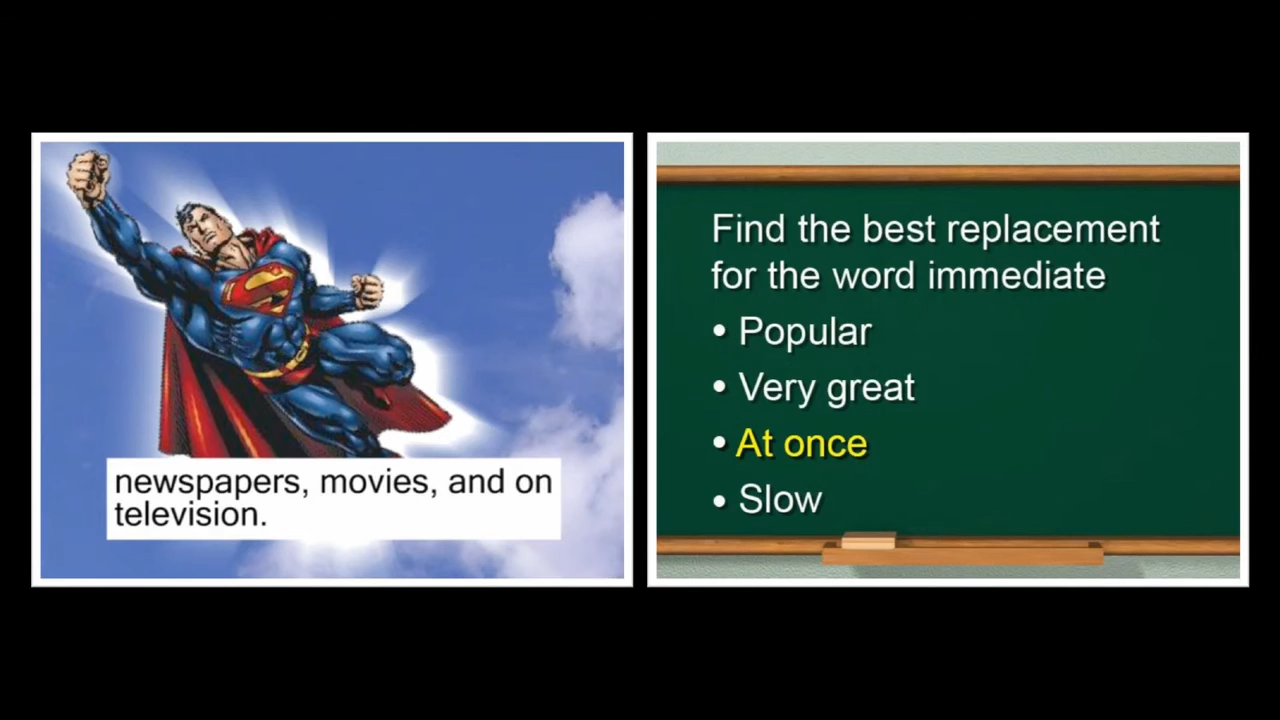 newspapers, movies, and on
television.
Find the best replacement
for the word immediate
• Popular
• Very great
• At once
• Slow